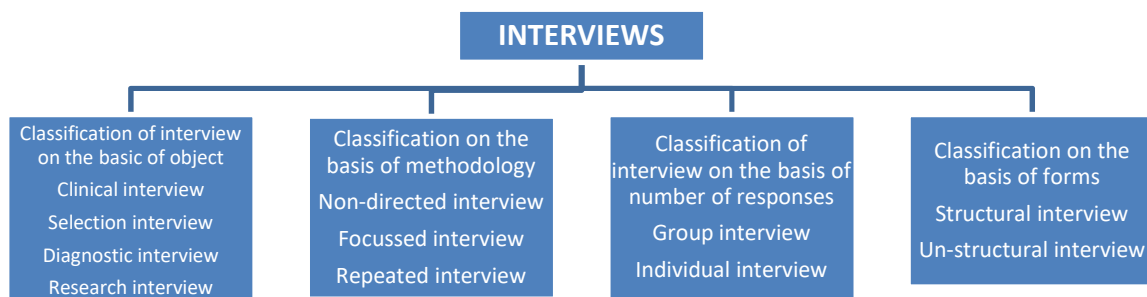 INTERVIEWS
Classification of interview
on the basic of object
Clinical interview
Selection interview
Diagnostic interview
Research interview
Classification on the
basis of methodology
Non-directed interview
Focussed interview
Repeated interview
Classification of
interview on the basis of
number of responses
Group interview
Individual interview
Classification on the
basis of forms
Structural interview
Un-structural interview